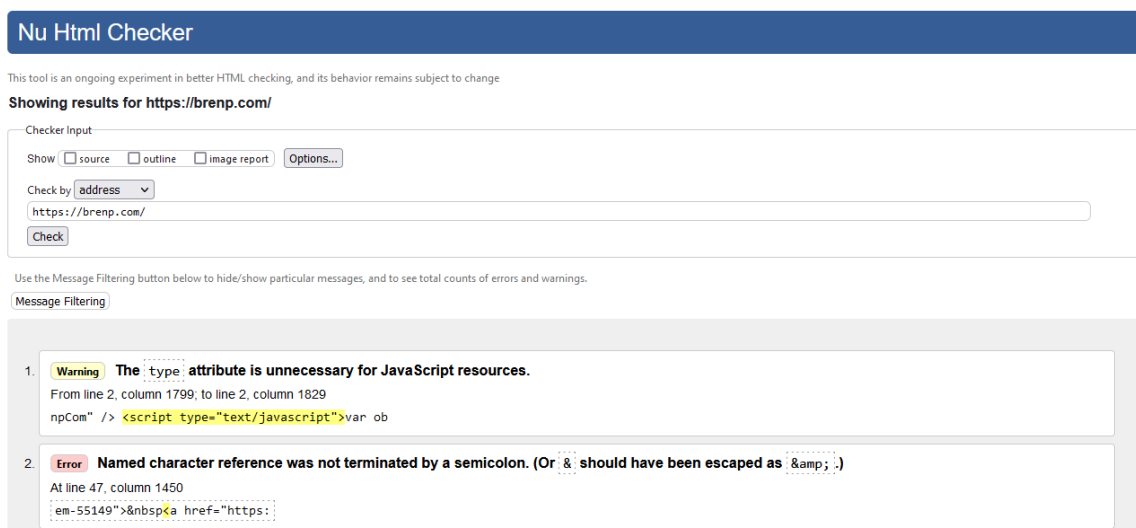 Nu Html Checker
This tool is an ongoing experiment in better HTML checking, and its behavior remains subject to change
Showing results for https://brenp.com/
Checker Input
Show source outline image report Options...
Check by address
https://brenp.com/
Check
Use the Message Filtering button below to hide/show particular messages, and to see total counts of errors and warnings.
Message Filtering
1. Warning The type attribute is unnecessary for JavaScript resources.
From line 2, column 1799; to line 2, column 1829
npCom" /> <script type="text/javascript">var ob
2. Error Named character reference was not terminated by a semicolon. (Or & should have been escaped as &amp;.)
At line 47, column 1450
em-55149">&nbsp<a href="https: